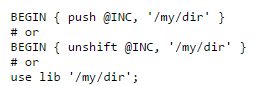 BEGIN { push @INC, '/my/dir' }
# or
BEGIN { unshift @INC, '/my/dir' }
# or
use lib '/my/dir';